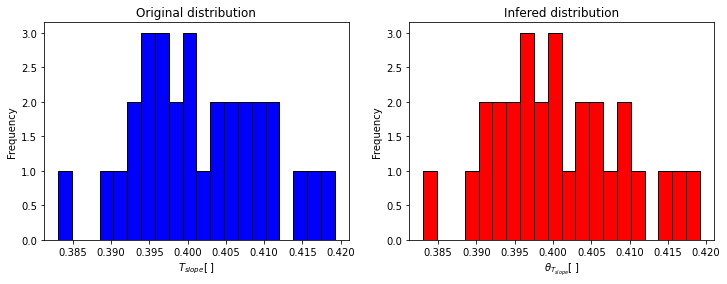 Original distribution
Frequency
3.0
2.5
2.0
1.5
1.0
0.5
0.0
0.385 0.390 0.395 0.400 0.405 0.410 0.415 0.420
T_slope[ ]
Infered distribution
Frequency
3.0
2.5
2.0
1.5
1.0
0.5
0.0
0.385 0.390 0.395 0.400 0.405 0.410 0.415 0.420
θ_T_slope[ ]